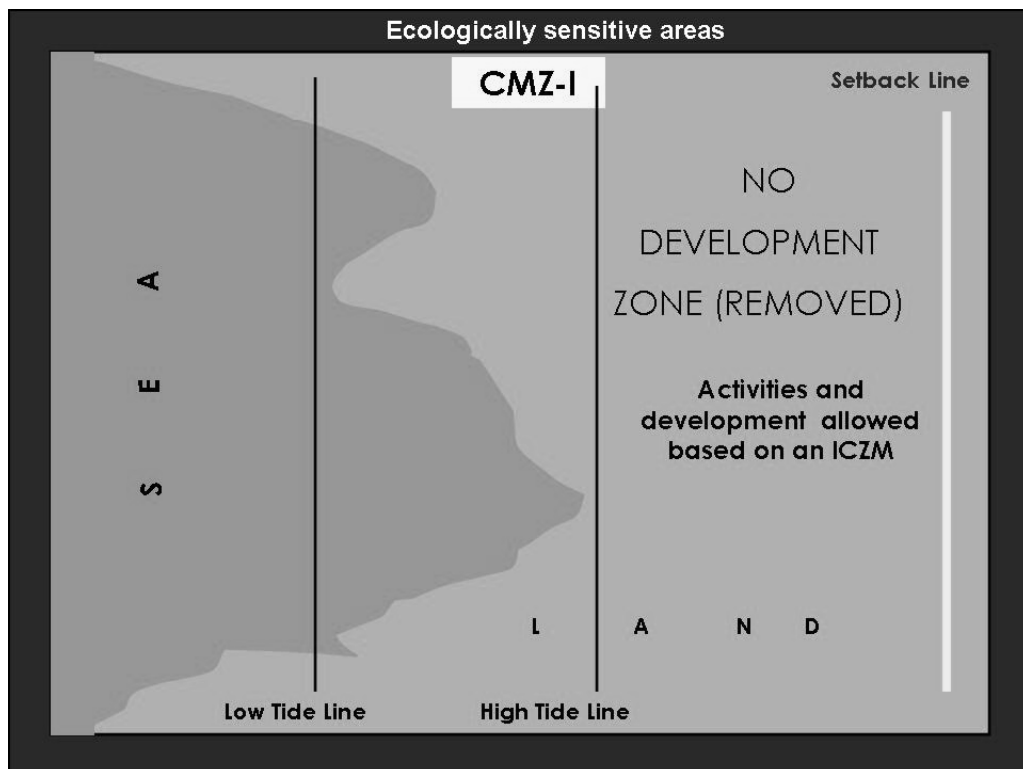 Ecologically sensitive areas
CMZ-I
Setback Line
NO
DEVELOPMENT
ZONE (REMOVED)
Activities and
development allowed
based on an ICZM
S E A
L A N D
Low Tide Line
High Tide Line